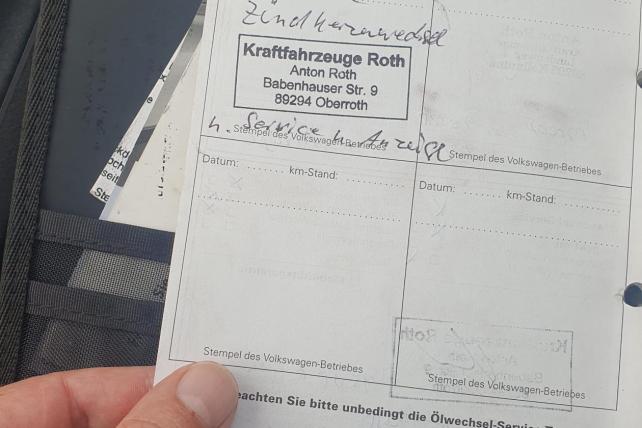 Zündkerzenwechsel
Kraftfahrzeuge Roth
Anton Roth
Babenhauser Str. 9
89294 Oberroth
n. Service n. Anzeige
Stempel des Volkswagen-Betriebes
Stempel des Volkswagen-Betriebes
Datum: ........ km-Stand: ........
Datum: ........ km-Stand: ........
Stempel des Volkswagen-Betriebes
Stempel des Volkswagen-Betriebes
eachten Sie bitte unbedingt die Ölwechsel-Serv